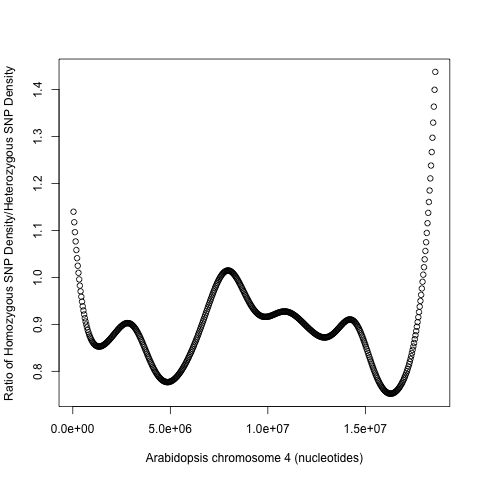 Ratio of Homozygous SNP Density/Heterozygous SNP Density
1.4
1.3
1.2
1.1
1.0
0.9
0.8
0.0e+00 5.0e+06 1.0e+07 1.5e+07
Arabidopsis chromosome 4 (nucleotides)